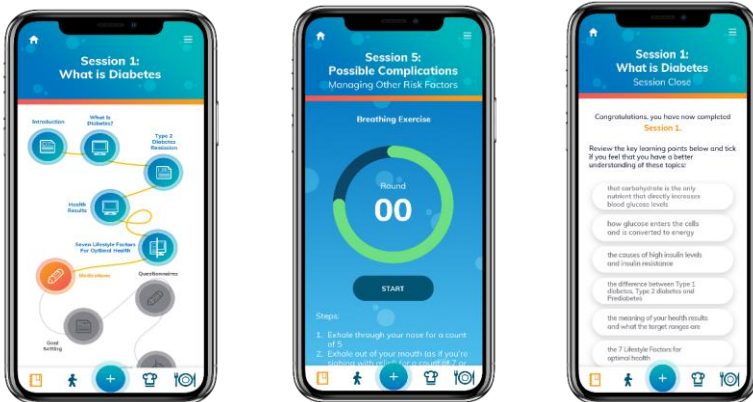 Session 1:
What is Diabetes
Introduction
What Is
Diabetes?
Type 2
Diabetes
Remission
Health
Results
Seven Lifestyle Factors
For Optimal Health
Medications
Questionnaires
Goal
Setting
Session 5:
Possible Complications
Managing Other Risk Factors
Breathing Exercise
Round
00
START
Steps:
1. Exhale through your nose for a count
of 5
2. Exhale out of your mouth (as if you're
sighing with relief) for a count of 7 or
Session 1:
What is Diabetes
Session Close
Congratulations, you have now completed
Session 1.
Review the key learning points below and tick
if you feel that you have a better
understanding of these topics:
that carbohydrate is the only
nutrient that directly increases
blood glucose levels
how glucose enters the cells
and is converted to energy
the causes of high insulin levels
and insulin resistance
the difference between Type 1
diabetes, Type 2 diabetes and
Prediabetes
the meaning of your health results
and what the target ranges are
the 7 Lifestyle Factors for
optimal health